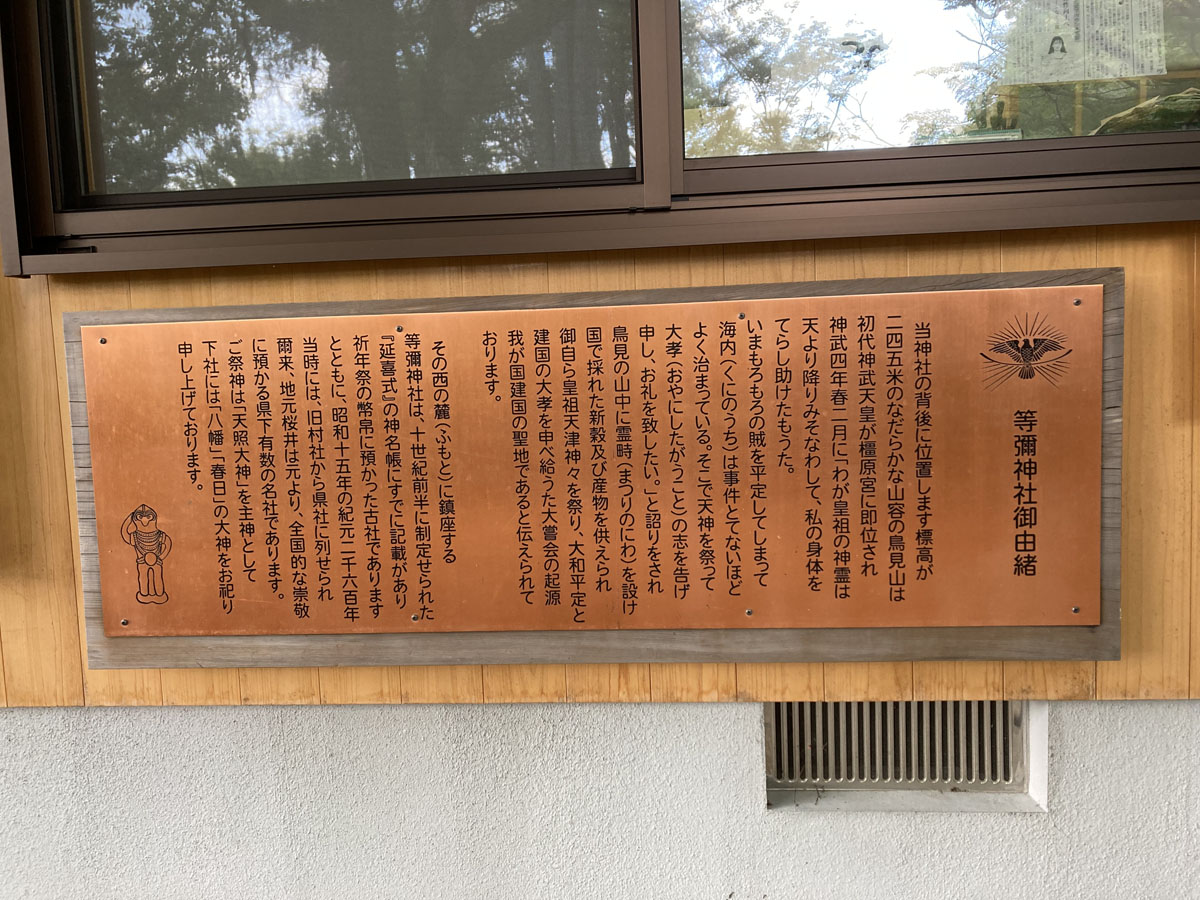 等彌神社御由緒
当神社の背後に位置します標高が
二四五米のなだらかな山容の鳥見山は
初代神武天皇が橿原宮に即位され
神武四年春二月に「わが皇祖の神霊は
天より降りみそなわして、私の身体を
てらし助けたもうた。
いまもろもろの賊を平定してしまって
海内(くにのうち)は事件とてないほど
よく治まっている。そこで天神を祭って
大孝(おやにしたがうこと)の志を告げ
申し、お礼を致したい。」と詔りをされ
鳥見の山中に霊畤(まつりのにわ)を設け
国で採れた新穀及び産物を供えられ
御自ら皇祖天津神々を祭り、大和平定と
建国の大孝を申べ給うた大嘗会の起源
我が国建国の聖地であると伝えられて
おります。
その西の麓(ふもと)に鎮座する
等彌神社は、十世紀前半に制定せられた
『延喜式』の神名帳にすでに記載があり
祈年祭の幣帛に預かった古社であります
とともに、昭和十五年の紀元二千六百年
当時には、旧村社から県社に列せられ
爾来、地元桜井は元より、全国的な崇敬
に預かる県下有数の名社であります。
ご祭神は「天照大神」を主神として
下社には「八幡」「春日」の大神をお祀り
申し上げております。